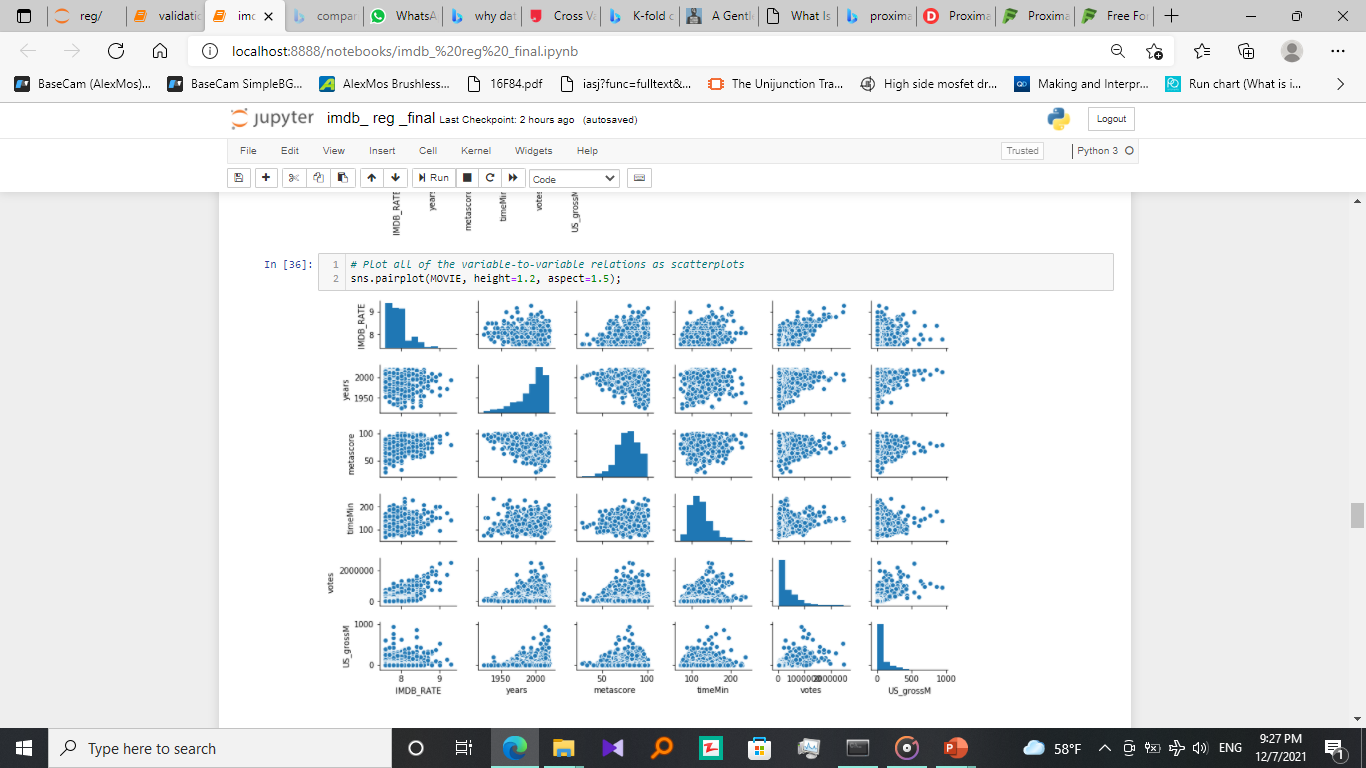 reg/ validatic imc compar WhatsA why dat Cross Va K-fold c A Gentl What Is proxima Proxima Proxima Free Fo
localhost:8888/notebooks/imdb_%20reg%20_final.ipynb
BaseCam (AlexMos)... BaseCam SimpleBG... AlexMos Brushless... 16F84.pdf iasj?func=fulltext&... The Unijunction Tra... High side mosfet dr... Making and Interpr... Run chart (What is i...
jupyter imdb_ reg _final Last Checkpoint: 2 hours ago (autosaved) Logout
File Edit View Insert Cell Kernel Widgets Help Trusted Python 3
Run Code
IMDB_RATE years metascore timeMin votes US_grossM
In [36]: 1 # Plot all of the variable-to-variable relations as scatterplots
2 sns.pairplot(MOVIE, height=1.2, aspect=1.5);
IMDB_RATE 9 8
years 2000 1950
metascore 100 50
timeMin 200 100
votes 2000000 0
US_grossM 1000 0
8 9 1950 2000 50 100 100 200 0 1000000 2000000 0 500 1000
IMDB_RATE years metascore timeMin votes US_grossM
Type here to search 58°F ENG 9:27 PM
12/7/2021 1